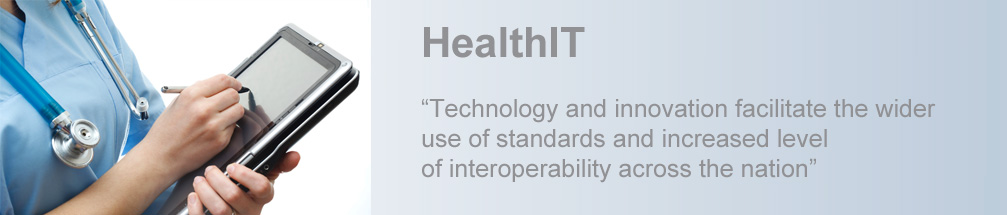 HealthIT
“Technology and innovation facilitate the wider
use of standards and increased level
of interoperability across the nation”